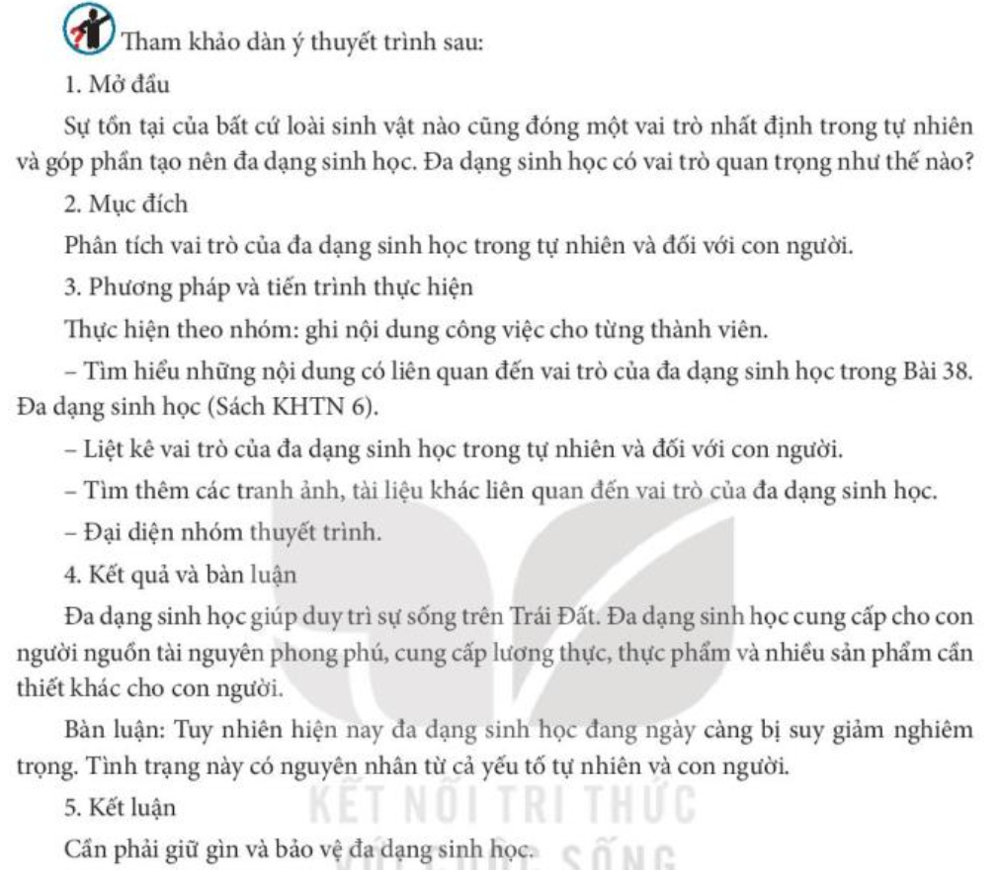 Tham khảo dàn ý thuyết trình sau:
1. Mở đầu
Sự tồn tại của bất cứ loài sinh vật nào cũng đóng một vai trò nhất định trong tự nhiên
và góp phần tạo nên đa dạng sinh học. Đa dạng sinh học có vai trò quan trọng như thế nào?
2. Mục đích
Phân tích vai trò của đa dạng sinh học trong tự nhiên và đối với con người.
3. Phương pháp và tiến trình thực hiện
Thực hiện theo nhóm: ghi nội dung công việc cho từng thành viên.
– Tìm hiểu những nội dung có liên quan đến vai trò của đa dạng sinh học trong Bài 38.
Đa dạng sinh học (Sách KHTN 6).
– Liệt kê vai trò của đa dạng sinh học trong tự nhiên và đối với con người.
– Tìm thêm các tranh ảnh, tài liệu khác liên quan đến vai trò của đa dạng sinh học.
– Đại diện nhóm thuyết trình.
4. Kết quả và bàn luận
Đa dạng sinh học giúp duy trì sự sống trên Trái Đất. Đa dạng sinh học cung cấp cho con
người nguồn tài nguyên phong phú, cung cấp lương thực, thực phẩm và nhiều sản phẩm cần
thiết khác cho con người.
Bàn luận: Tuy nhiên hiện nay đa dạng sinh học đang ngày càng bị suy giảm nghiêm
trọng. Tình trạng này có nguyên nhân từ cả yếu tố tự nhiên và con người.
KẾT NỐI TRI THỨC
5. Kết luận
Cần phải giữ gìn và bảo vệ đa dạng sinh học.
VỚI CUỘC SỐNG